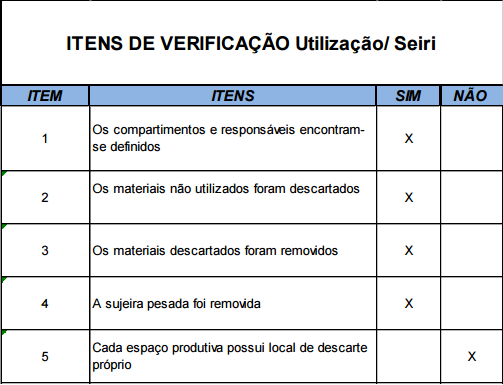 ITENS DE VERIFICAÇÃO Utilização/ Seiri
ITEM ITENS SIM NÃO
1 Os compartimentos e responsáveis encontram-
se definidos X
2 Os materiais não utilizados foram descartados X
3 Os materiais descartados foram removidos X
4 A sujeira pesada foi removida X
5 Cada espaço produtiva possui local de descarte
próprio X